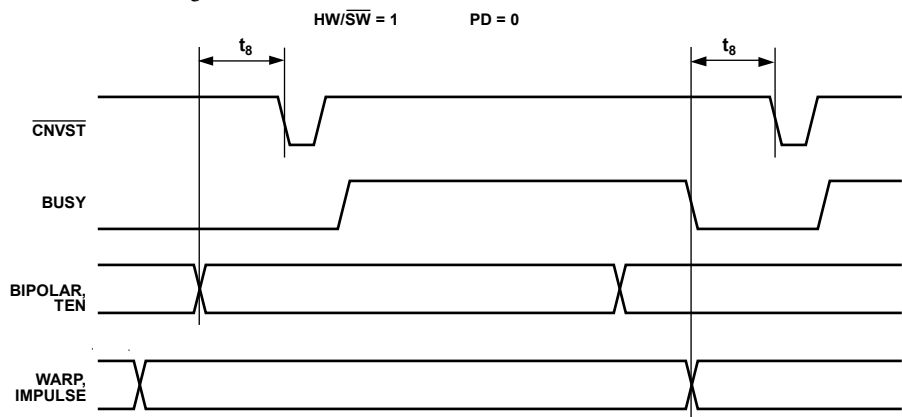 HW/SW = 1 PD = 0
t8 t8
CNVST
BUSY
BIPOLAR,
TEN
WARP,
IMPULSE